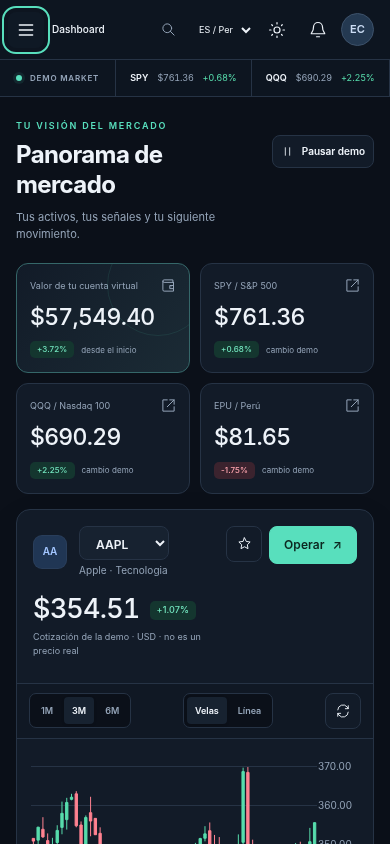 Dashboard
ES / Per
EC
DEMO MARKET
SPY $761.36 +0.68%
QQQ $690.29 +2.25%
TU VISIÓN DEL MERCADO
Panorama de
mercado
Pausar demo
Tus activos, tus señales y tu siguiente
movimiento.
Valor de tu cuenta virtual
$57,549.40
+3.72% desde el inicio
SPY / S&P 500
$761.36
+0.68% cambio demo
QQQ / Nasdaq 100
$690.29
+2.25% cambio demo
EPU / Perú
$81.65
-1.75% cambio demo
AA
AAPL
Operar
Apple · Tecnología
$354.51 +1.07%
Cotización de la demo · USD · no es un
precio real
1M 3M 6M
Velas Línea
370.00
360.00
350.00